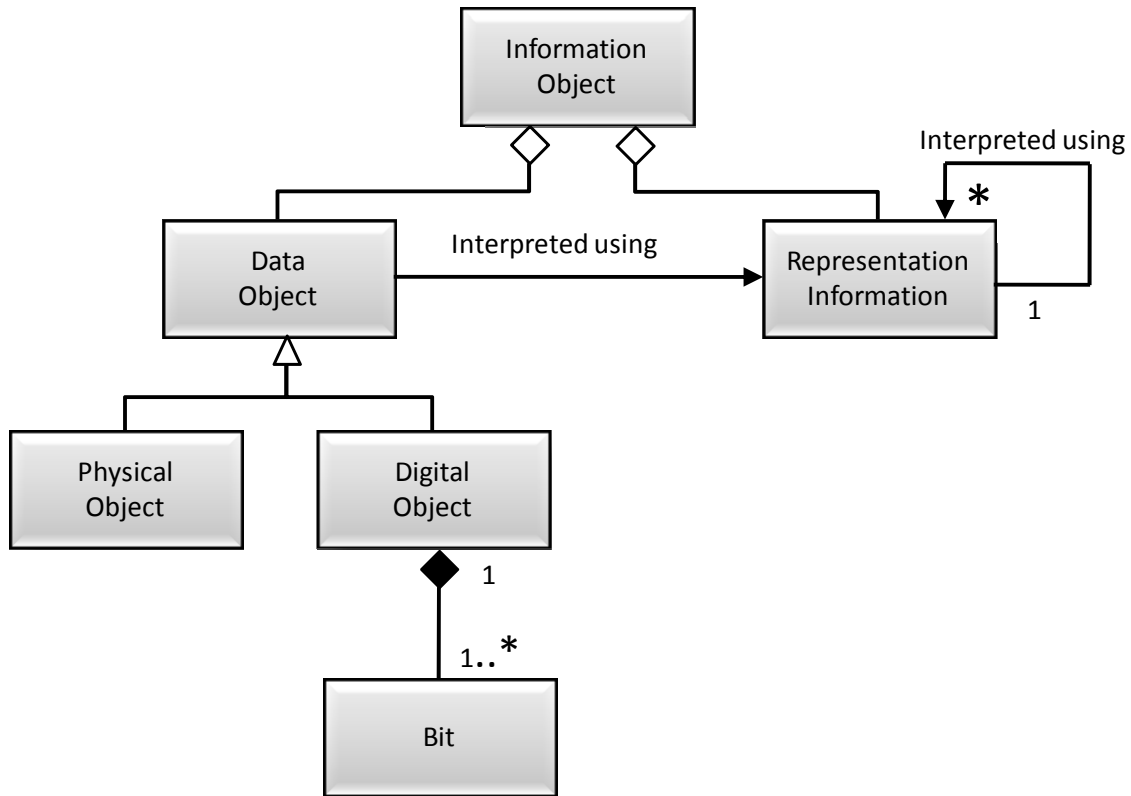 Information
Object
Interpreted using
*
Data
Object
Interpreted using
Representation
Information
1
Physical
Object
Digital
Object
1
1..*
Bit